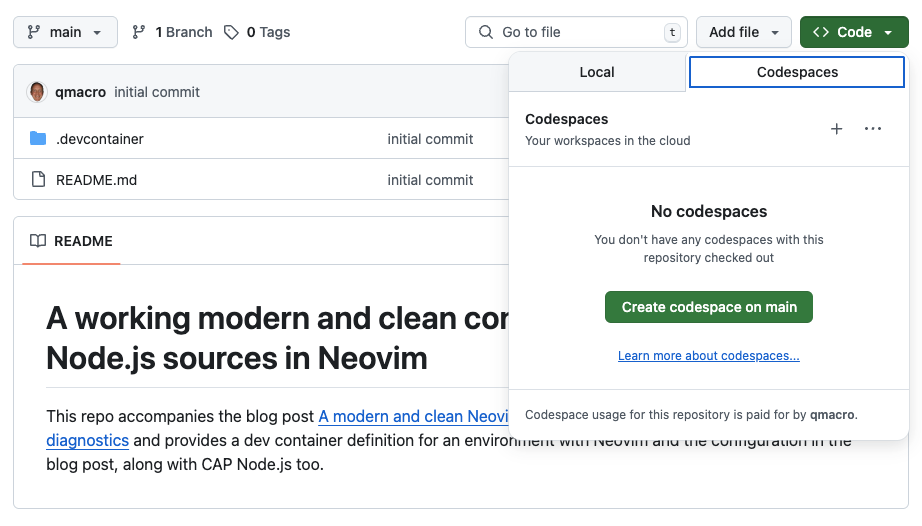 main
1 Branch
0 Tags
Go to file
t
Add file
Code
Local
Codespaces
qmacro initial commit
Codespaces
Your workspaces in the cloud
.devcontainer initial commit
README.md initial commit
No codespaces
You don't have any codespaces with this
repository checked out
Create codespace on main
Learn more about codespaces...
Codespace usage for this repository is paid for by qmacro.
README
A working modern and clean
Node.js sources in Neovim
This repo accompanies the blog post A modern and clean
diagnostics and provides a dev container definition for an environment with Neovim and the configuration in the
blog post, along with CAP Node.js too.